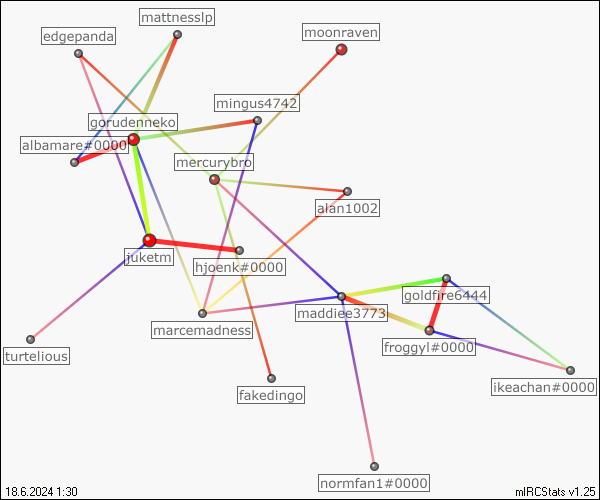 mattnesslp
edgepanda
moonraven
mingus4742
gorudenneko
albamare#0000
mercurybro
alan1002
juketm
hjoenk#0000
goldfire6444
maddiee3773
marcemadness
froggyl#0000
turtelious
ikeachan#0000
fakedingo
normfan1#0000
18.6.2024 1:30
mIRCStats v1.25